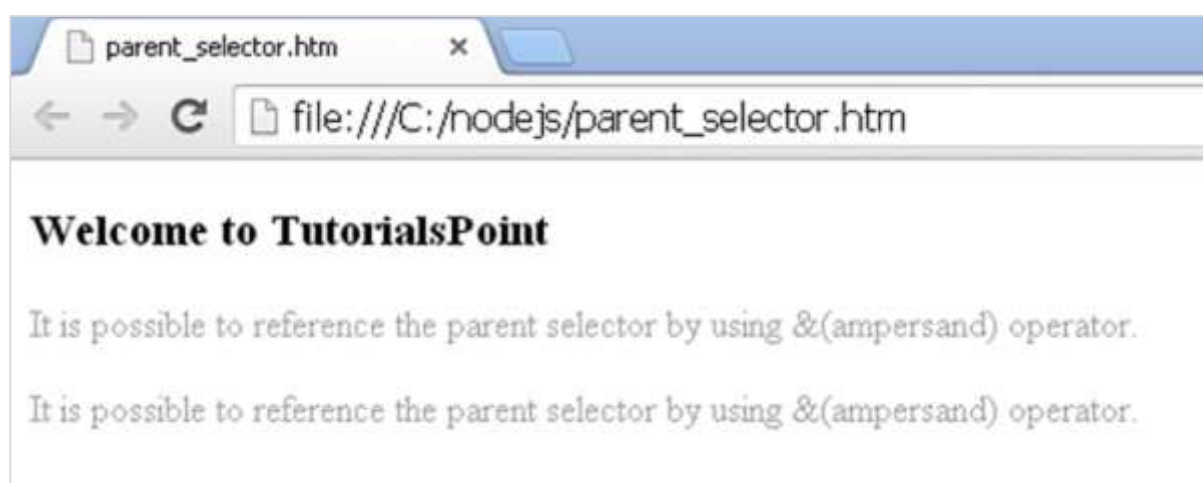 parent_selector.htm
file:///C:/nodejs/parent_selector.htm
Welcome to TutorialsPoint
It is possible to reference the parent selector by using &(ampersand) operator.
It is possible to reference the parent selector by using &(ampersand) operator.